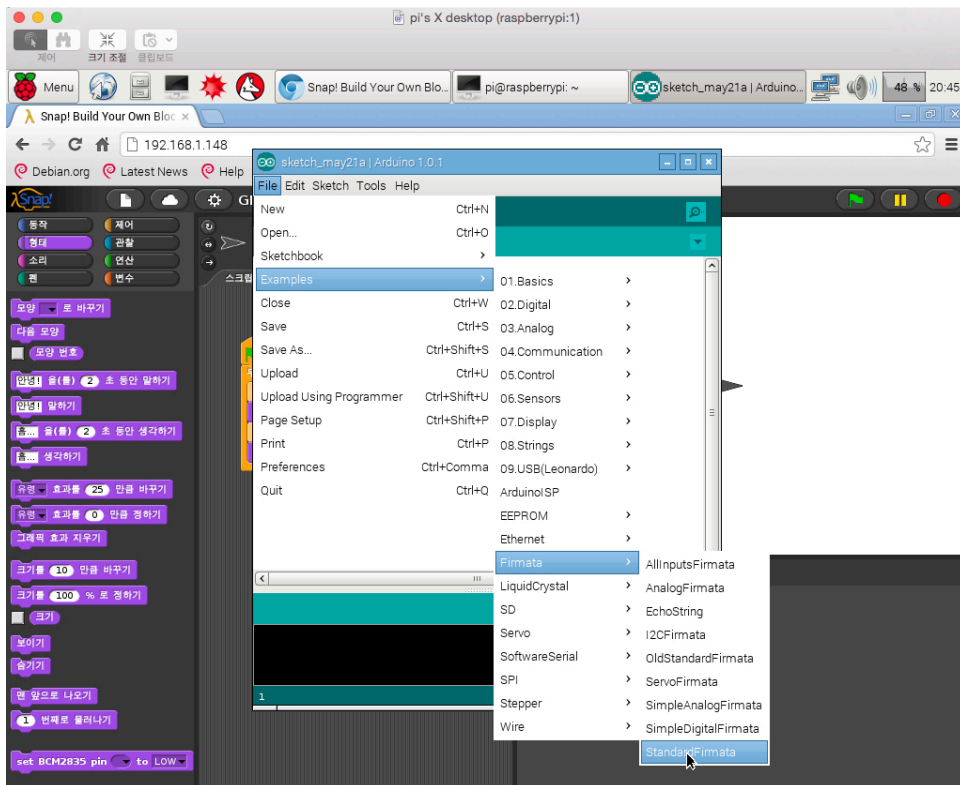 pi's X desktop (raspberrypi:1)
제어 크기 조절 클립보드
Menu Snap! Build Your Own Blo... pi@raspberrypi: ~ sketch_may21a | Arduino... 48 % 20:45
Snap! Build Your Own Bloc ×
192.168.1.148
Debian.org Latest News Help
sketch_may21a | Arduino 1.0.1
File Edit Sketch Tools Help
New Ctrl+N
Open... Ctrl+O
Sketchbook
Examples
Close Ctrl+W
Save Ctrl+S
Save As... Ctrl+Shift+S
Upload Ctrl+U
Upload Using Programmer Ctrl+Shift+U
Page Setup Ctrl+Shift+P
Print Ctrl+P
Preferences Ctrl+Comma
Quit Ctrl+Q
01.Basics
02.Digital
03.Analog
04.Communication
05.Control
06.Sensors
07.Display
08.Strings
09.USB(Leonardo)
ArduinoISP
EEPROM
Ethernet
Firmata
LiquidCrystal
SD
Servo
SoftwareSerial
SPI
Stepper
Wire
AllInputsFirmata
AnalogFirmata
EchoString
I2CFirmata
OldStandardFirmata
ServoFirmata
SimpleAnalogFirmata
SimpleDigitalFirmata
StandardFirmata
1
λSnap!
동작 제어
형태 관찰
소리 연산
펜 변수
스크립
모양 로 바꾸기
다음 모양
모양 번호
안녕! 을(를) 2 초 동안 말하기
안녕! 말하기
흠... 을(를) 2 초 동안 생각하기
흠... 생각하기
유령 효과를 25 만큼 바꾸기
유령 효과를 0 만큼 정하기
그래픽 효과 지우기
크기를 10 만큼 바꾸기
크기를 100 % 로 정하기
크기
보이기
숨기기
맨 앞으로 나오기
1 번째로 물러나기
set BCM2835 pin to LOW